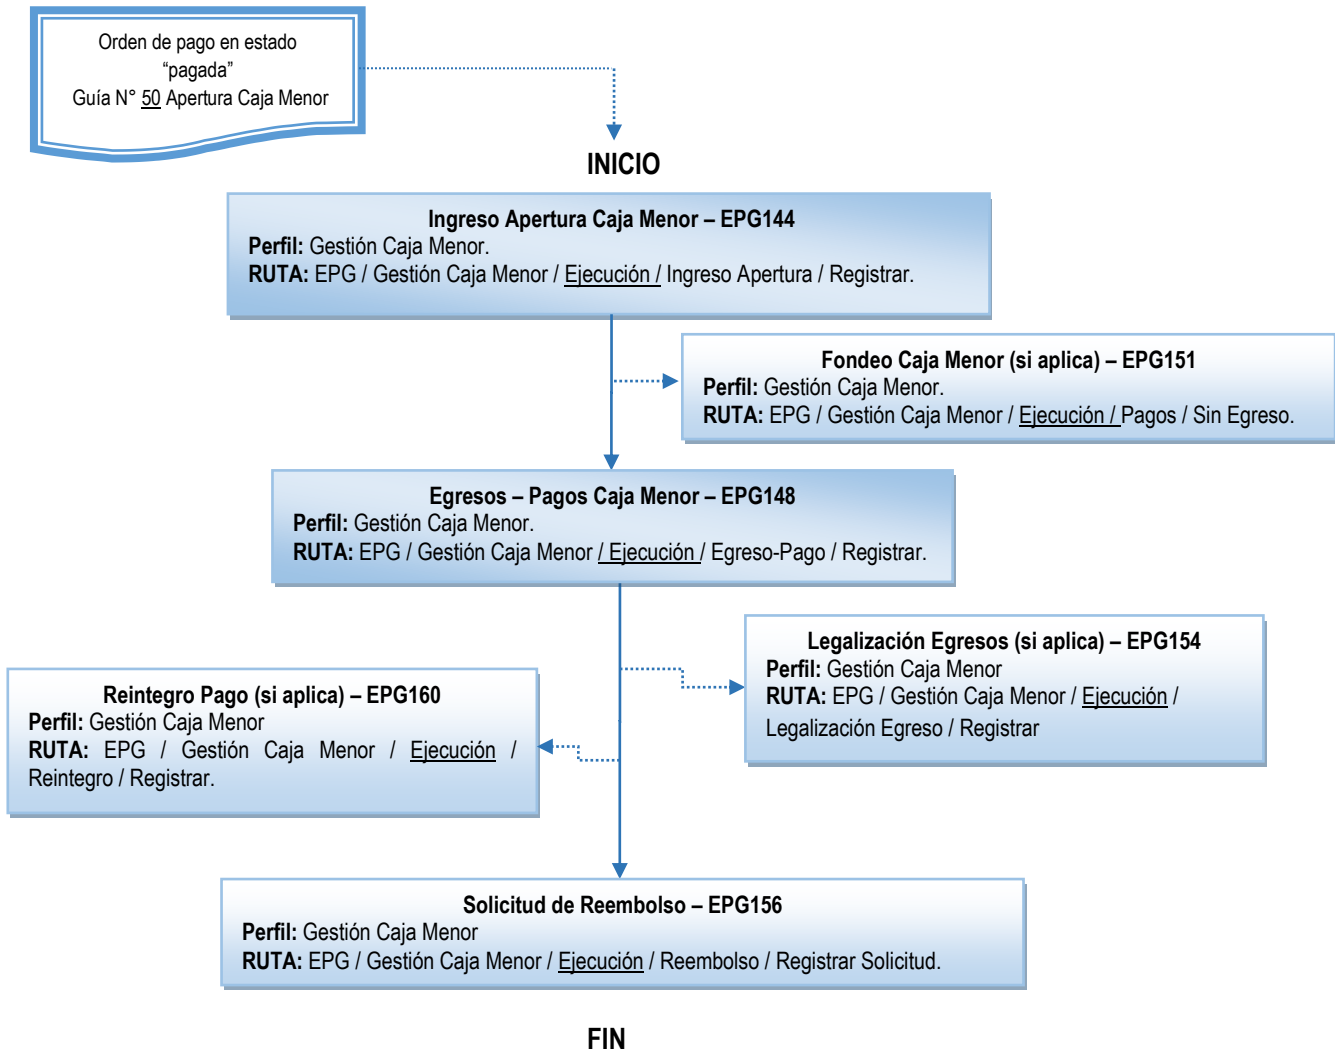 Orden de pago en estado
“pagada”
Guía N° 50 Apertura Caja Menor
INICIO
Ingreso Apertura Caja Menor – EPG144
Perfil: Gestión Caja Menor.
RUTA: EPG / Gestión Caja Menor / Ejecución / Ingreso Apertura / Registrar.
Fondeo Caja Menor (si aplica) – EPG151
Perfil: Gestión Caja Menor.
RUTA: EPG / Gestión Caja Menor / Ejecución / Pagos / Sin Egreso.
Egresos – Pagos Caja Menor – EPG148
Perfil: Gestión Caja Menor.
RUTA: EPG / Gestión Caja Menor / Ejecución / Egreso-Pago / Registrar.
Legalización Egresos (si aplica) – EPG154
Perfil: Gestión Caja Menor
RUTA: EPG / Gestión Caja Menor / Ejecución /
Legalización Egreso / Registrar
Reintegro Pago (si aplica) – EPG160
Perfil: Gestión Caja Menor
RUTA: EPG / Gestión Caja Menor / Ejecución /
Reintegro / Registrar.
Solicitud de Reembolso – EPG156
Perfil: Gestión Caja Menor
RUTA: EPG / Gestión Caja Menor / Ejecución / Reembolso / Registrar Solicitud.
FIN